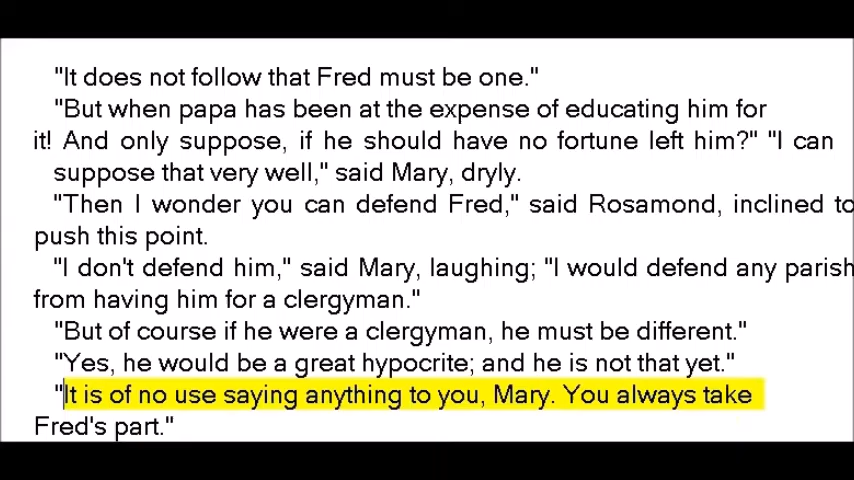 "It does not follow that Fred must be one."
"But when papa has been at the expense of educating him for
it! And only suppose, if he should have no fortune left him?" "I can
suppose that very well," said Mary, dryly.
"Then I wonder you can defend Fred," said Rosamond, inclined to
push this point.
"I don't defend him," said Mary, laughing; "I would defend any parish
from having him for a clergyman."
"But of course if he were a clergyman, he must be different."
"Yes, he would be a great hypocrite; and he is not that yet."
"It is of no use saying anything to you, Mary. You always take
Fred's part."